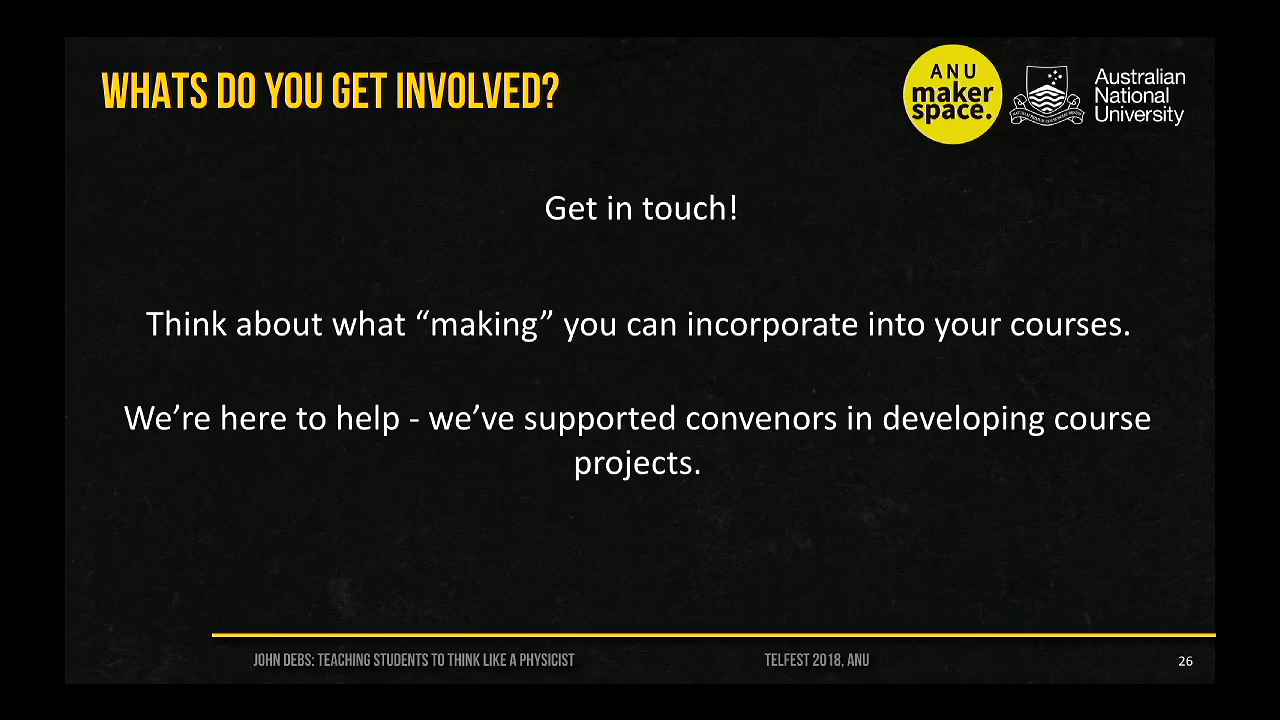 WHATS DO YOU GET INVOLVED?
ANU
maker
space.
Australian
National
University
Get in touch!
Think about what “making” you can incorporate into your courses.
We’re here to help - we’ve supported convenors in developing course
projects.
JOHN DEBS: TEACHING STUDENTS TO THINK LIKE A PHYSICIST
TELFEST 2018, ANU
26